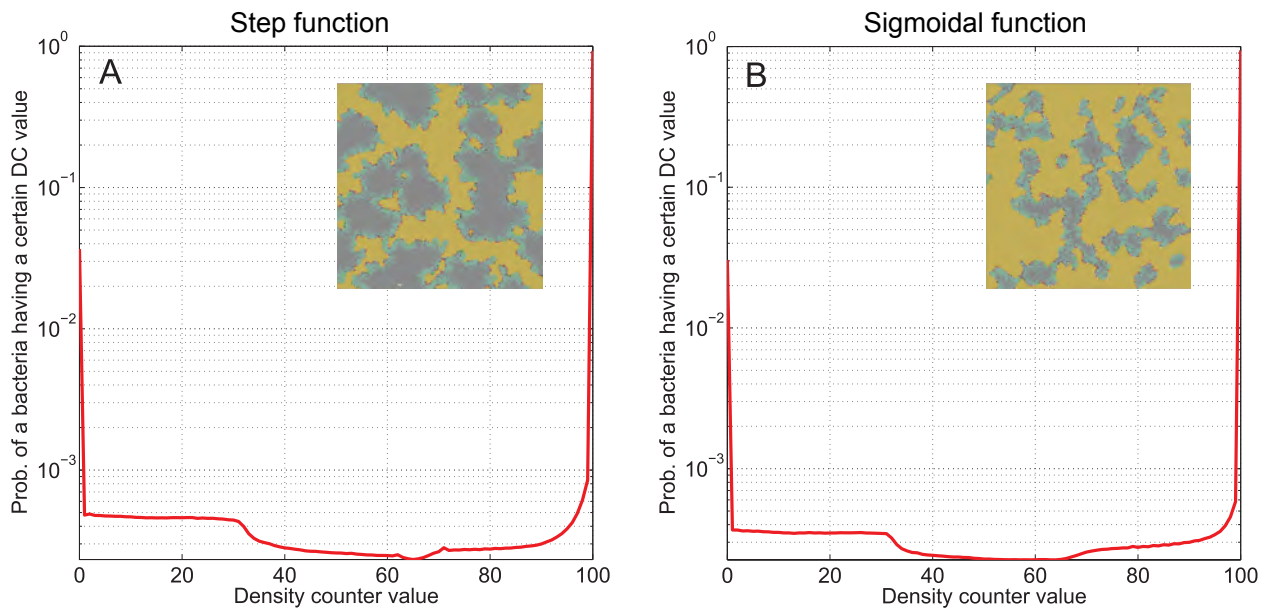 Step function
A
Prob. of a bacteria having a certain DC value
10^0
10^-1
10^-2
10^-3
0 20 40 60 80 100
Density counter value
Sigmoidal function
B
Prob. of a bacteria having a certain DC value
10^0
10^-1
10^-2
10^-3
0 20 40 60 80 100
Density counter value